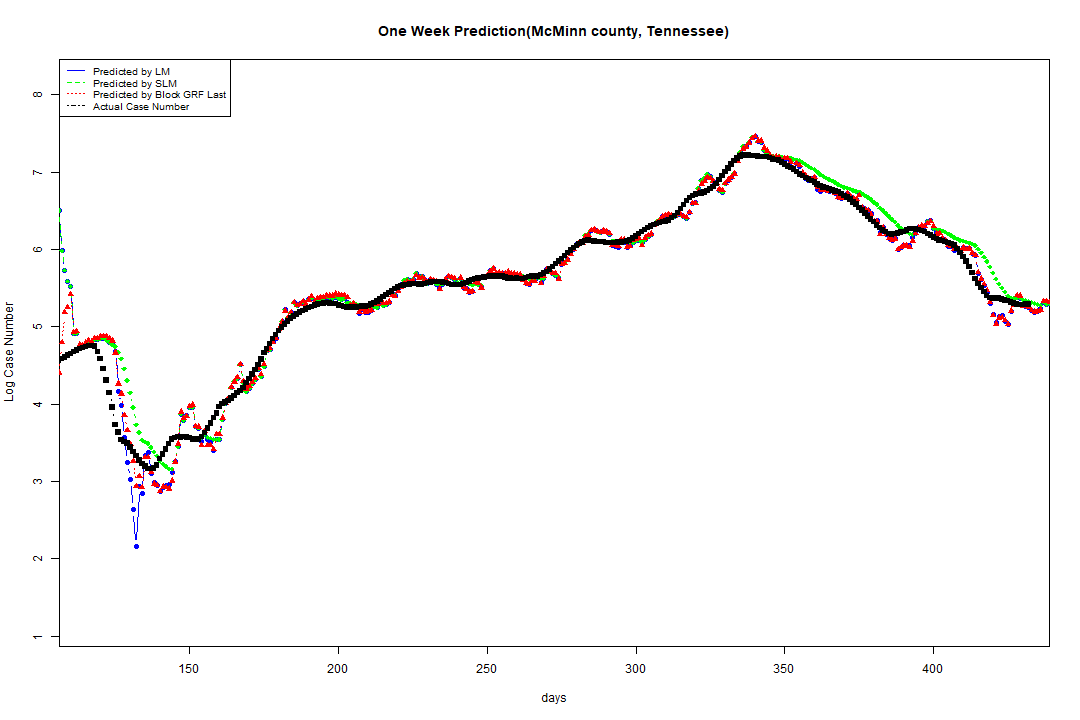 One Week Prediction(McMinn county, Tennessee)
Predicted by LM
Predicted by SLM
Predicted by Block GRF Last
Actual Case Number
8
7
6
5
4
3
2
1
Log Case Number
150 200 250 300 350 400
days